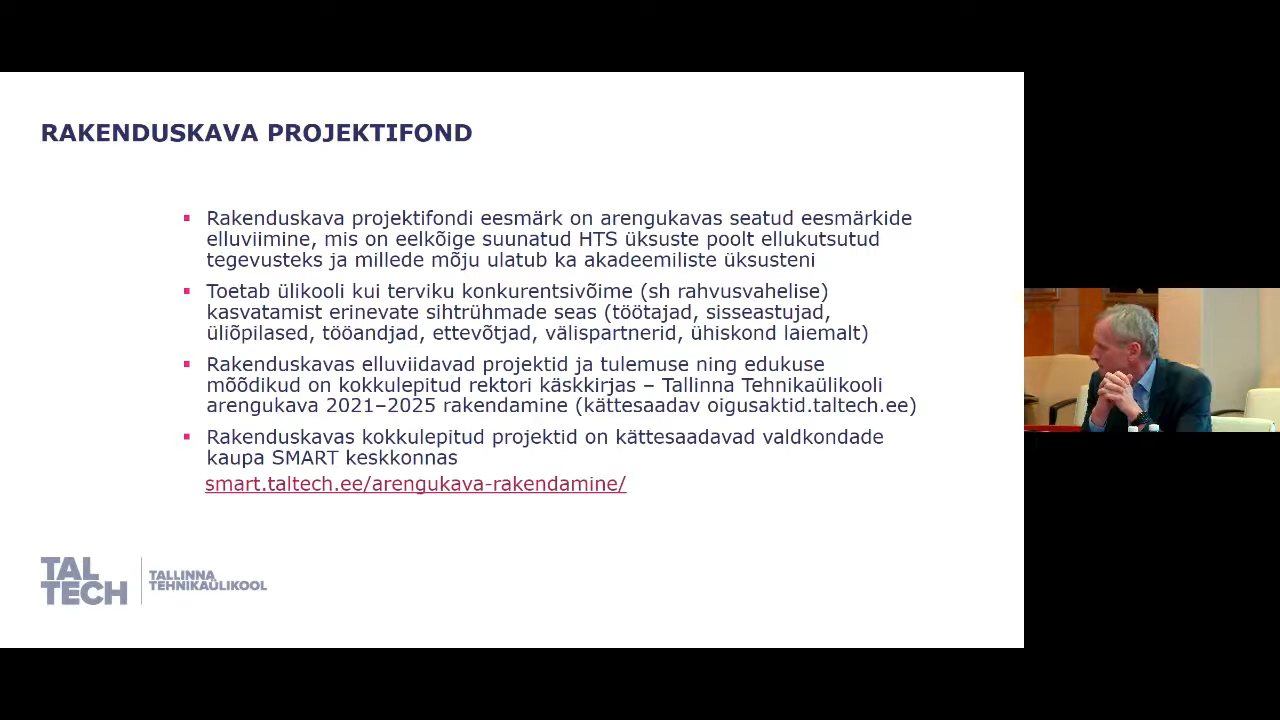 RAKENDUSKAVA PROJEKTIFOND
▪ Rakenduskava projektifondi eesmärk on arengukavas seatud eesmärkide
elluviimine, mis on eelkõige suunatud HTS üksuste poolt ellukutsutud
tegevusteks ja millede mõju ulatub ka akadeemiliste üksusteni
▪ Toetab ülikooli kui terviku konkurentsivõime (sh rahvusvahelise)
kasvatamist erinevate sihtrühmade seas (töötajad, sisseastujad,
üliõpilased, tööandjad, ettevõtjad, välispartnerid, ühiskond laiemalt)
▪ Rakenduskavas elluviidavad projektid ja tulemuse ning edukuse
mõõdikud on kokkulepitud rektori käskkirjas – Tallinna Tehnikaülikooli
arengukava 2021–2025 rakendamine (kättesaadav oigusaktid.taltech.ee)
▪ Rakenduskavas kokkulepitud projektid on kättesaadavad valdkondade
kaupa SMART keskkonnas
smart.taltech.ee/arengukava-rakendamine/
TAL
TECH
TALLINNA
TEHNIKAÜLIKOOL